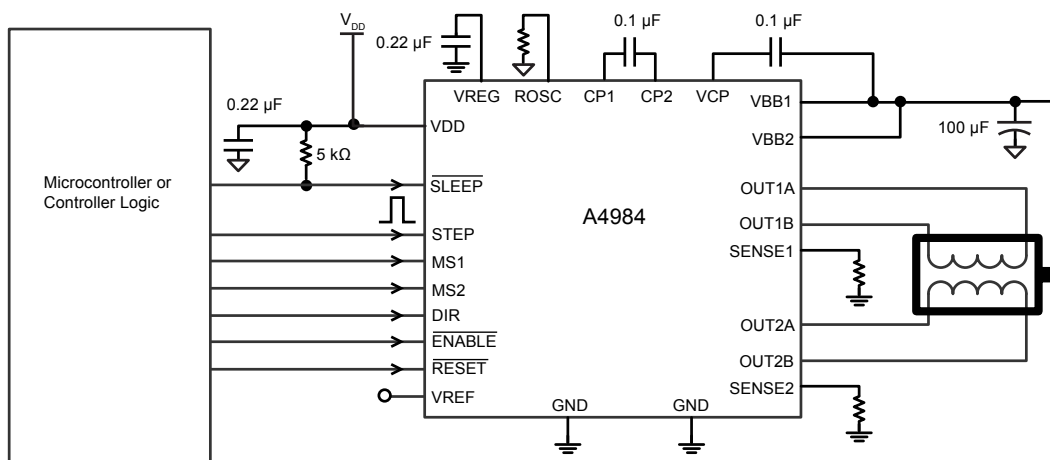 V_DD
0.22 µF
0.1 µF
0.1 µF
0.22 µF
VREG
ROSC
CP1
CP2
VCP
VBB1
VBB2
100 µF
VDD
5 kΩ
Microcontroller or
Controller Logic
SLEEP
OUT1A
A4984
OUT1B
STEP
SENSE1
MS1
MS2
DIR
OUT2A
ENABLE
RESET
OUT2B
SENSE2
VREF
GND
GND